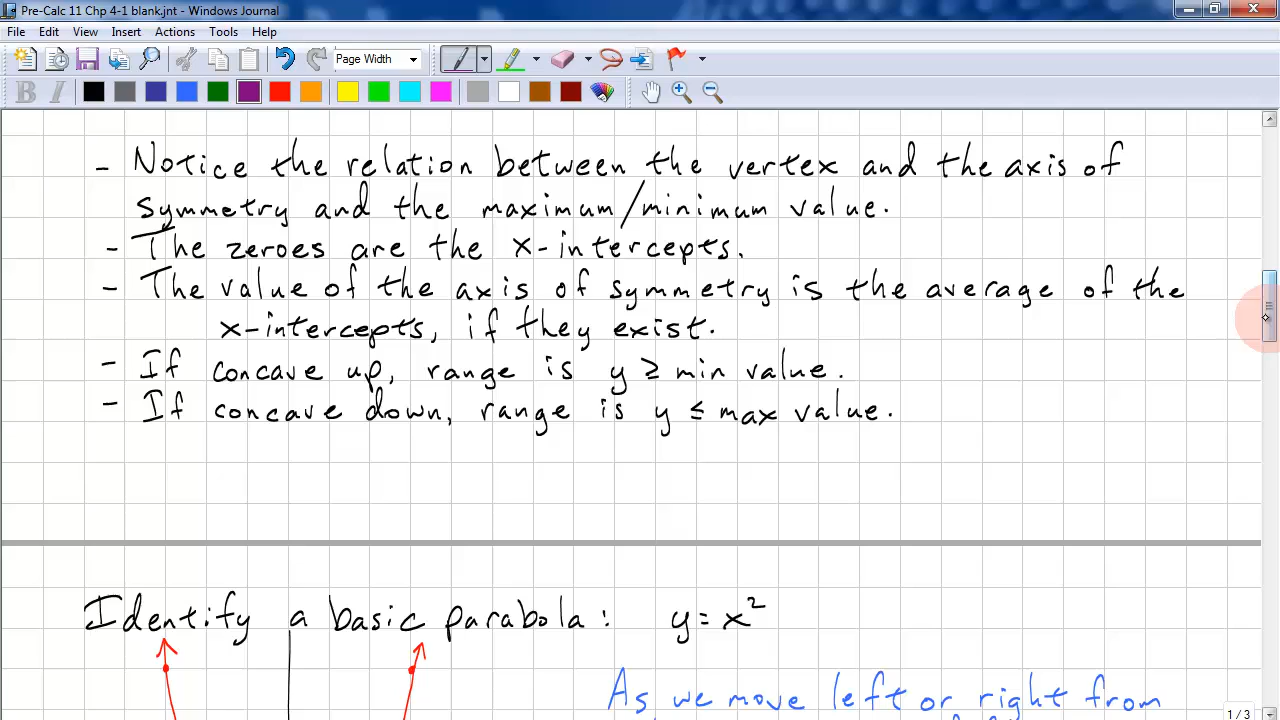 Pre-Calc 11 Chp 4-1 blank.jnt - Windows Journal
File Edit View Insert Actions Tools Help
Page Width
B I
- Notice the relation between the vertex and the axis of
symmetry and the maximum/minimum value.
- The zeroes are the x-intercepts.
- The value of the axis of symmetry is the average of the
x-intercepts, if they exist.
- If concave up, range is y ≥ min value.
- If concave down, range is y ≤ max value.
Identify a basic parabola: y = x²
As we move left or right from
1/3